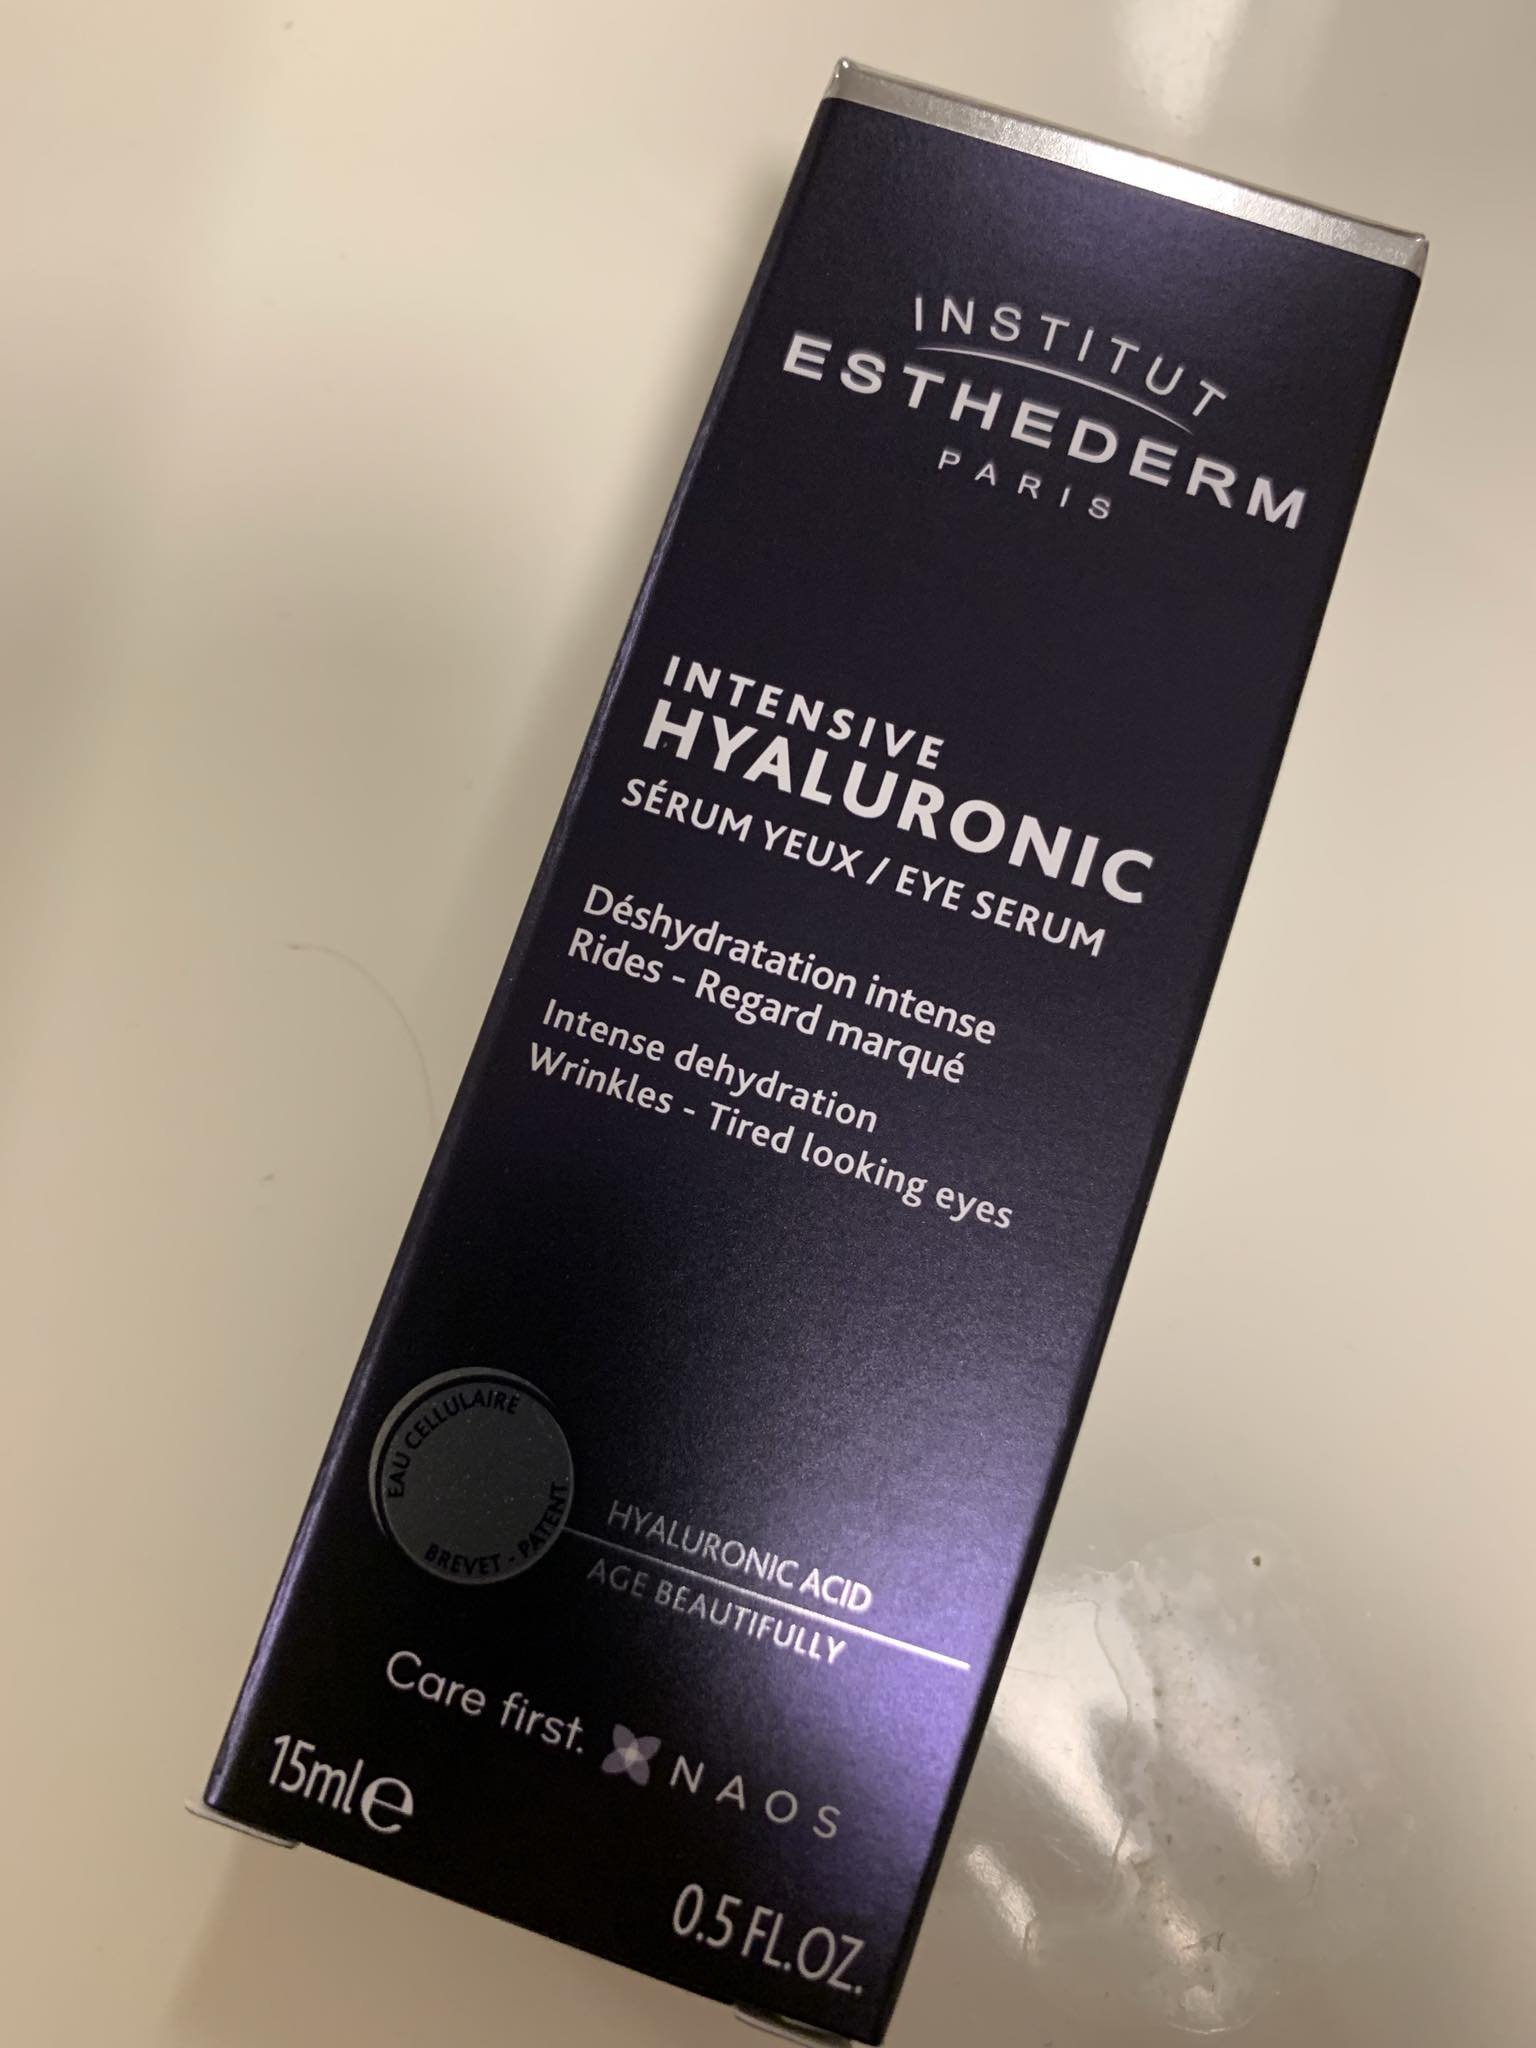 INSTITUT
ESTHEDERM
PARIS
INTENSIVE
HYALURONIC
SÉRUM YEUX / EYE SERUM
Déshydratation intense
Rides - Regard marqué
Intense dehydration
Wrinkles - Tired looking eyes
EAU CELLULAIRE
BREVET - PATENT
HYALURONIC ACID
AGE BEAUTIFULLY
Care first. NAOS
15ml e
0.5 FL.OZ.